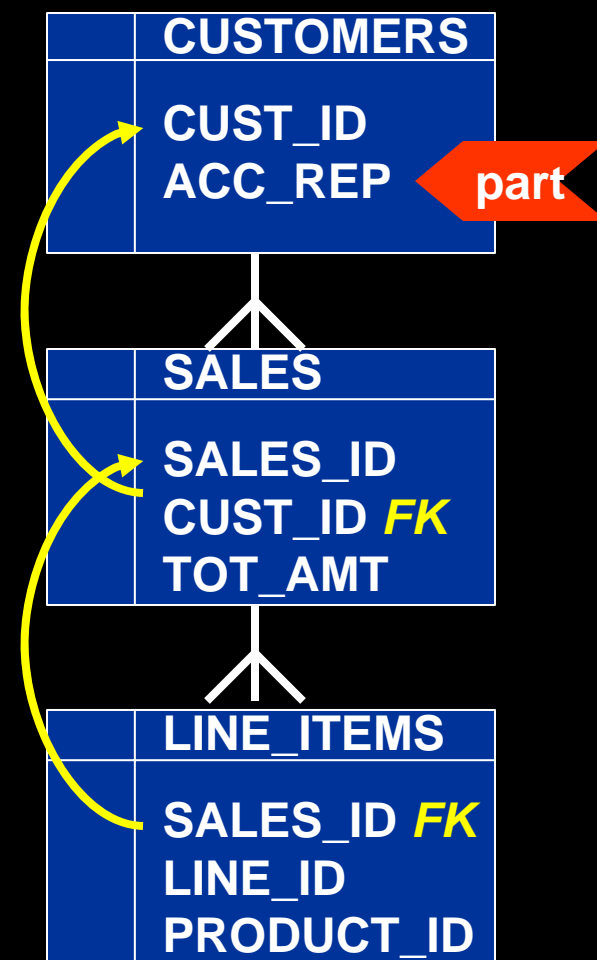 CUSTOMERS
CUST_ID
ACC_REP
part
SALES
SALES_ID
CUST_ID FK
TOT_AMT
LINE_ITEMS
SALES_ID FK
LINE_ID
PRODUCT_ID